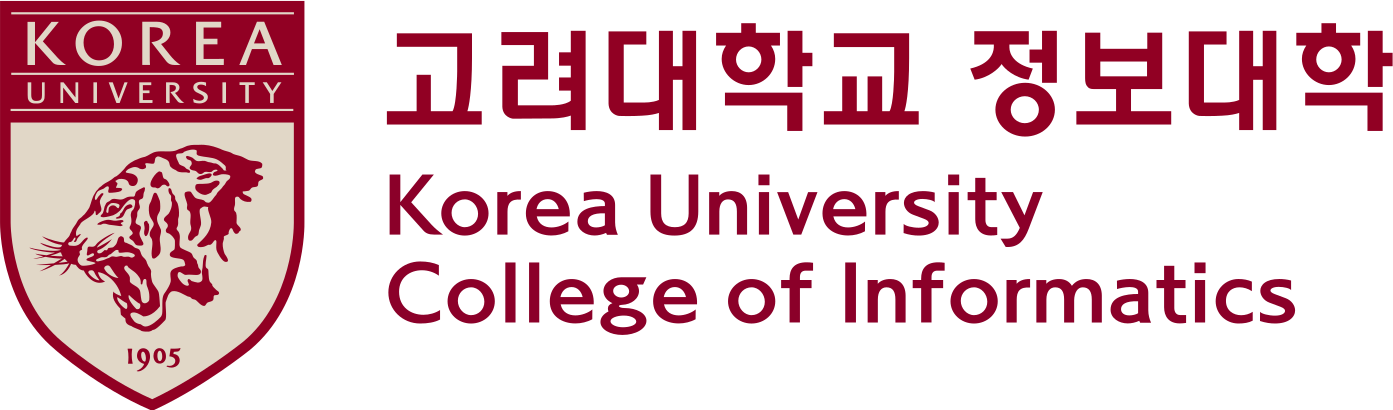 KOREA
UNIVERSITY
1905
고려대학교 정보대학
Korea University
College of Informatics